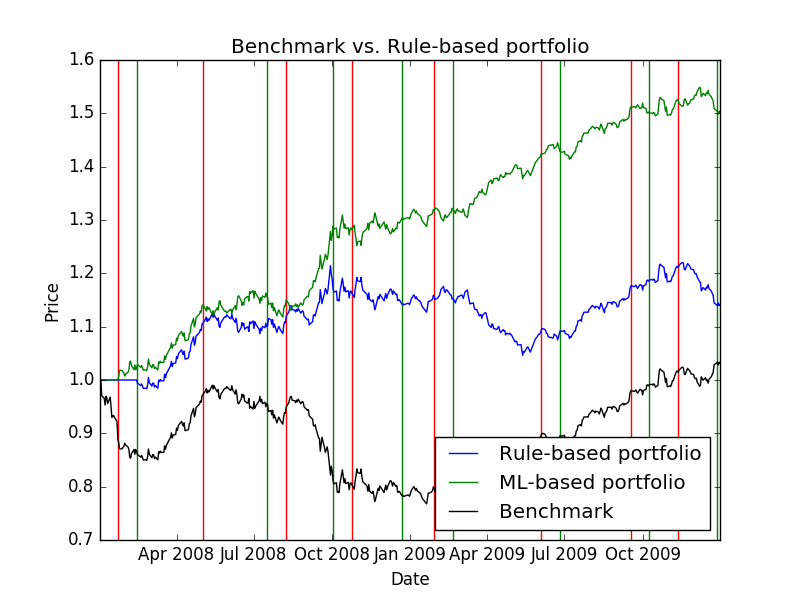 Benchmark vs. Rule-based portfolio
1.6
1.5
1.4
1.3
1.2
1.1
1.0
0.9
0.8
0.7
Price
Rule-based portfolio
ML-based portfolio
Benchmark
Apr 2008 Jul 2008 Oct 2008 Jan 2009 Apr 2009 Jul 2009 Oct 2009
Date